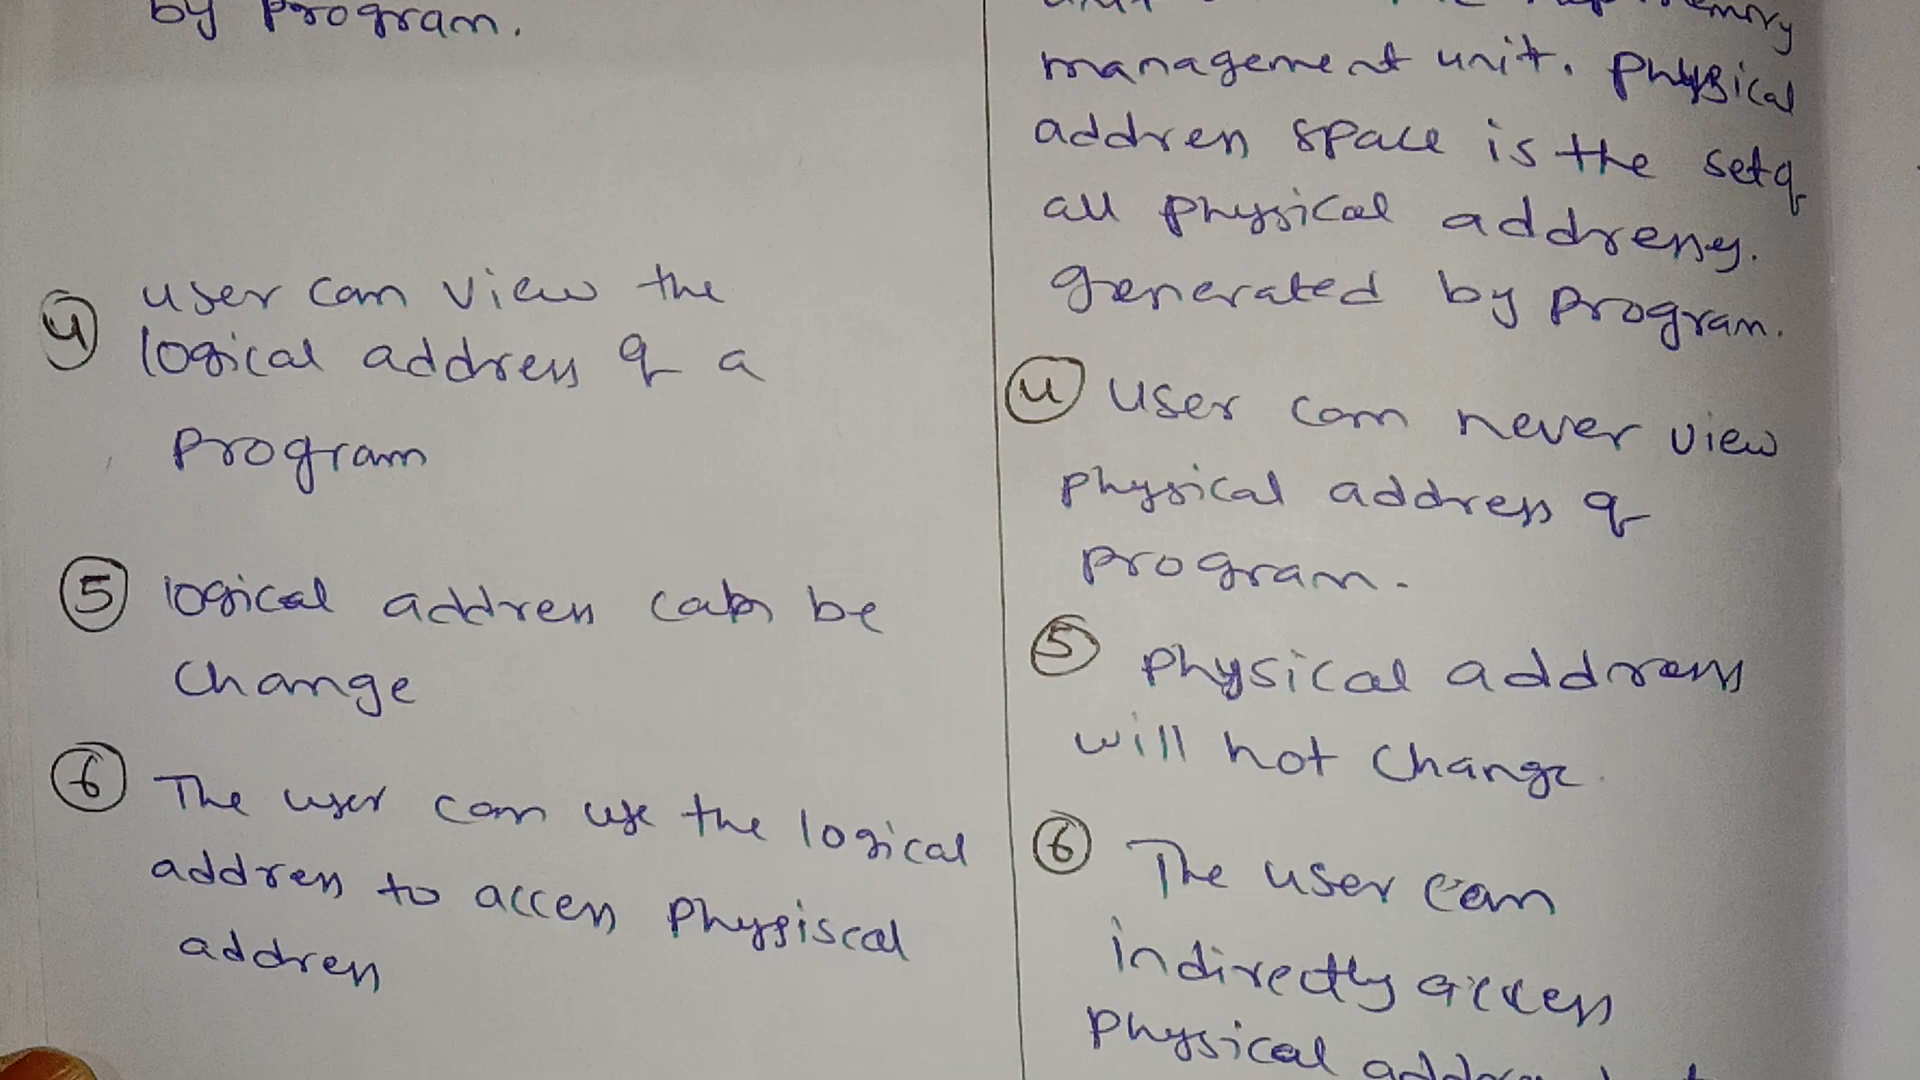 by program.
user can view the
④ logical address of a
program
⑤ logical address can be
change
⑥ The user can use the logical
address to access physiscal
address
management unit. physical
address space is the set of
all physical addresses.
generated by program.
④ user can never view
physical address of
program.
⑤ physical address
will not change.
⑥ The user can
indirectly access
physical